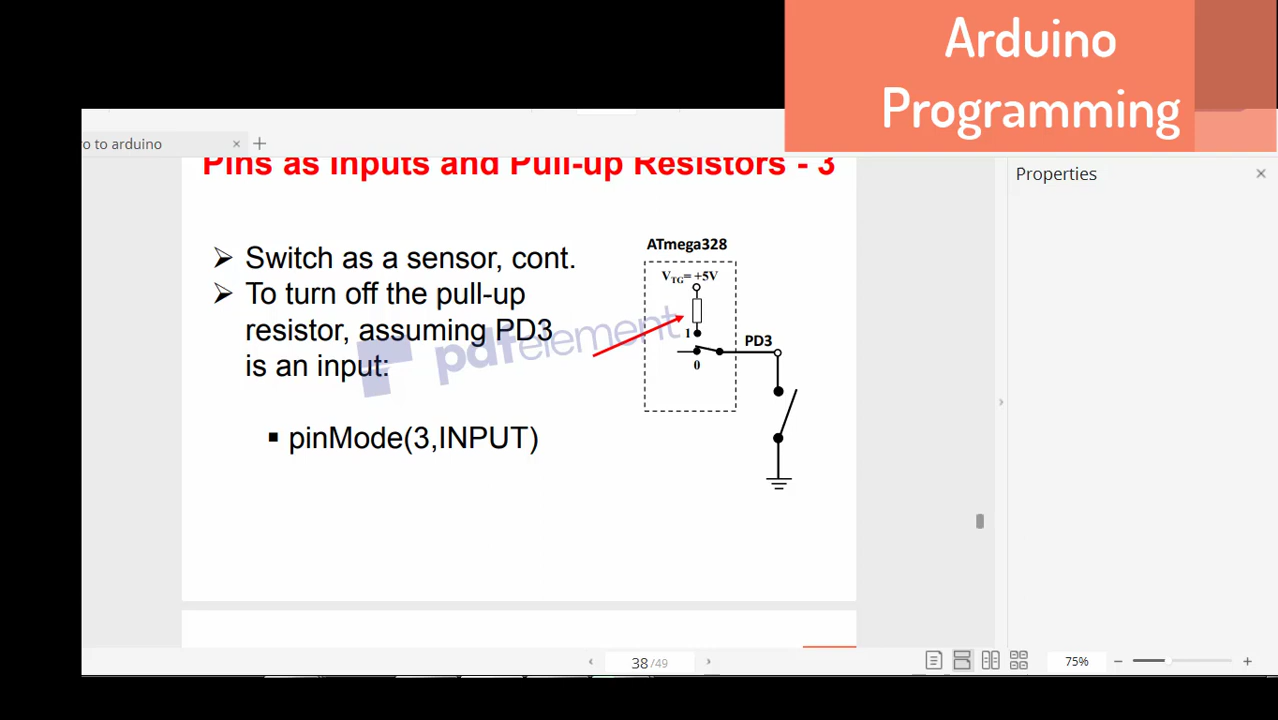 Arduino
Programming
ro to arduino
Properties
Pins as Inputs and Pull-up Resistors - 3
Switch as a sensor, cont.
To turn off the pull-up
resistor, assuming PD3
is an input:
pinMode(3,INPUT)
ATmega328
VTG= +5V
1
0
PD3
pdfelement
38 /49
75%